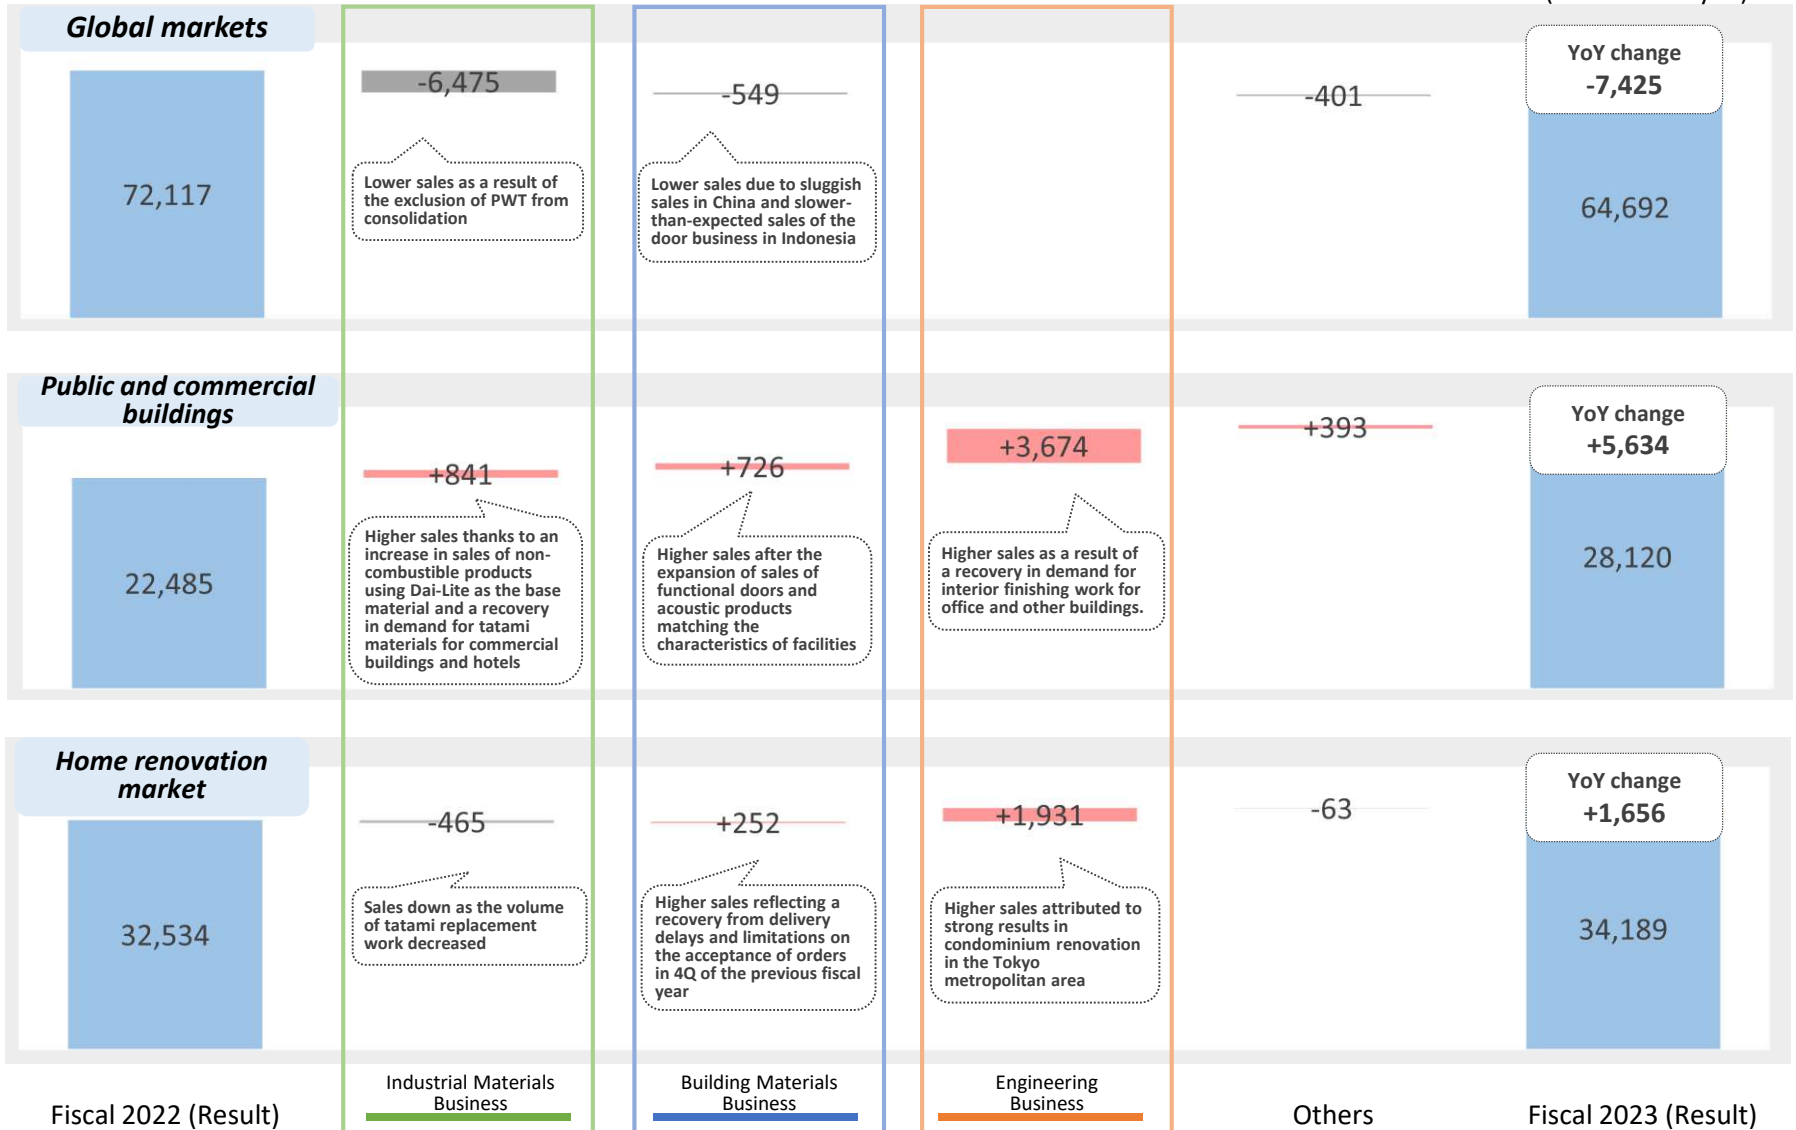 Global markets
72,117
-6,475
Lower sales as a result of
the exclusion of PWT from
consolidation
-549
Lower sales due to sluggish
sales in China and slower-
than-expected sales of the
door business in Indonesia
-401
YoY change
-7,425
64,692
Public and commercial
buildings
22,485
+841
Higher sales thanks to an
increase in sales of non-
combustible products
using Dai-Lite as the base
material and a recovery
in demand for tatami
materials for commercial
buildings and hotels
+726
Higher sales after the
expansion of sales of
functional doors and
acoustic products
matching the
characteristics of facilities
+3,674
Higher sales as a result of
a recovery in demand for
interior finishing work for
office and other buildings.
+393
YoY change
+5,634
28,120
Home renovation
market
32,534
-465
Sales down as the volume
of tatami replacement
work decreased
+252
Higher sales reflecting a
recovery from delivery
delays and limitations on
the acceptance of orders
in 4Q of the previous fiscal
year
+1,931
Higher sales attributed to
strong results in
condominium renovation
in the Tokyo
metropolitan area
-63
YoY change
+1,656
34,189
Fiscal 2022 (Result)
Industrial Materials
Business
Building Materials
Business
Engineering
Business
Others
Fiscal 2023 (Result)